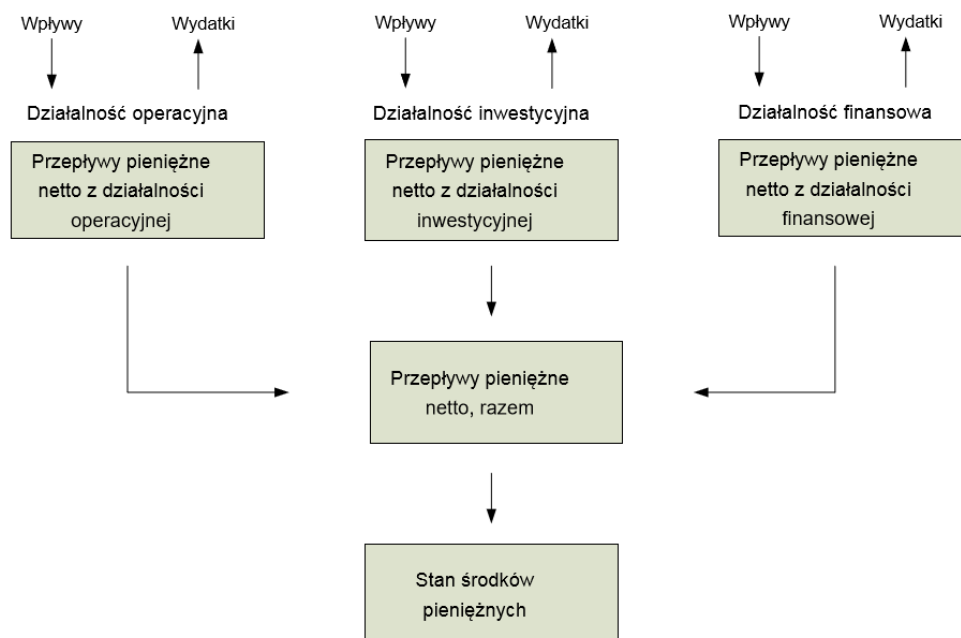 Wpływy
Wydatki
Wpływy
Wydatki
Wpływy
Wydatki
Działalność operacyjna
Działalność inwestycyjna
Działalność finansowa
Przepływy pieniężne
netto z działalności
operacyjnej
Przepływy pieniężne
netto z działalności
inwestycyjnej
Przepływy pieniężne
netto z działalności
finansowej
Przepływy pieniężne
netto, razem
Stan środków
pieniężnych